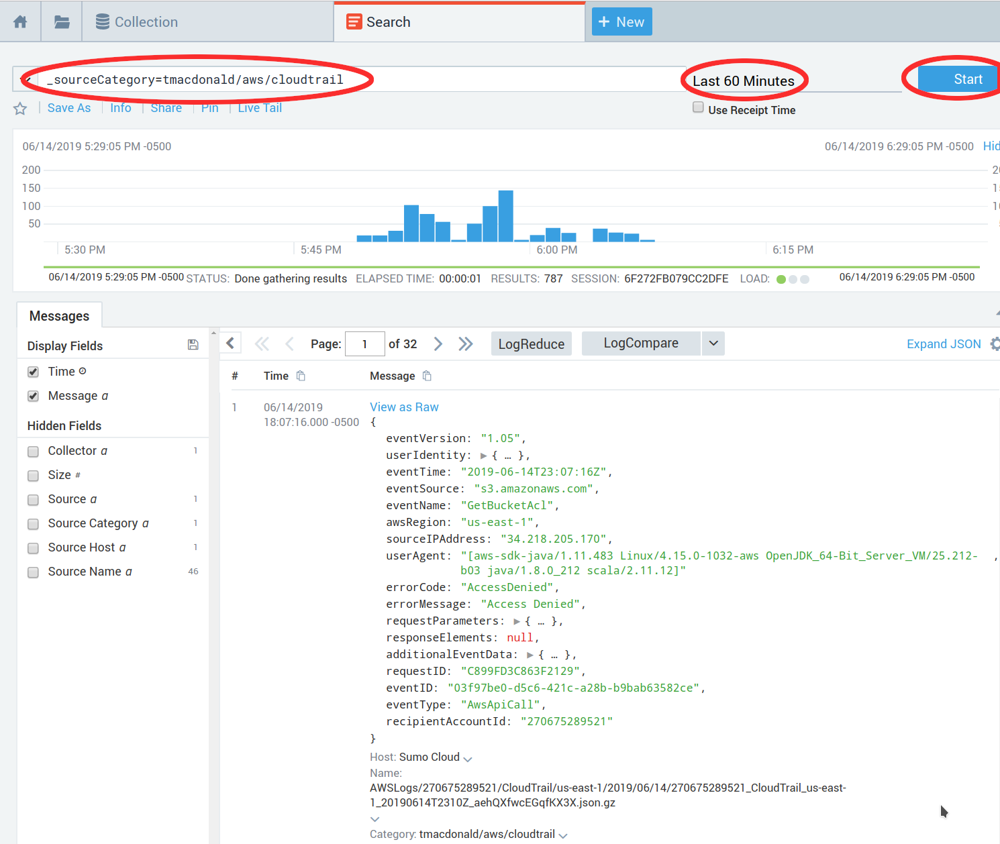 Collection
Search
+ New
_sourceCategory=tmacdonald/aws/cloudtrail
Last 60 Minutes
Start
Save As
Info
Share
Pin
Live Tail
Use Receipt Time
06/14/2019 5:29:05 PM -0500
06/14/2019 6:29:05 PM -0500
Hid
200
150
100
50
5:30 PM
5:45 PM
6:00 PM
6:15 PM
06/14/2019 5:29:05 PM -0500 STATUS: Done gathering results ELAPSED TIME: 00:00:01 RESULTS: 787 SESSION: 6F272FB079CC2DFE LOAD: 06/14/2019 6:29:05 PM -0500
Messages
Display Fields
Time
Message a
Hidden Fields
Collector a 1
Size #
Source a 1
Source Category a 1
Source Host a 1
Source Name a 46
Page: 1 of 32
LogReduce
LogCompare
Expand JSON
# Time Message
1 06/14/2019 View as Raw
18:07:16.000 -0500 {
eventVersion: "1.05",
userIdentity: ▶ { … },
eventTime: "2019-06-14T23:07:16Z",
eventSource: "s3.amazonaws.com",
eventName: "GetBucketAcl",
awsRegion: "us-east-1",
sourceIPAddress: "34.218.205.170",
userAgent: "[aws-sdk-java/1.11.483 Linux/4.15.0-1032-aws OpenJDK_64-Bit_Server_VM/25.212- ,
b03 java/1.8.0_212 scala/2.11.12]"
errorCode: "AccessDenied",
errorMessage: "Access Denied",
requestParameters: ▶ { … },
responseElements: null,
additionalEventData: ▶ { … },
requestID: "C899FD3C863F2129",
eventID: "03f97be0-d5c6-421c-a28b-b9bab63582ce",
eventType: "AwsApiCall",
recipientAccountId: "270675289521"
}
Host: Sumo Cloud
Name:
AWSLogs/270675289521/CloudTrail/us-east-1/2019/06/14/270675289521_CloudTrail_us-east-
1_20190614T2310Z_aehQXfwcEGqfKX3X.json.gz
Category: tmacdonald/aws/cloudtrail